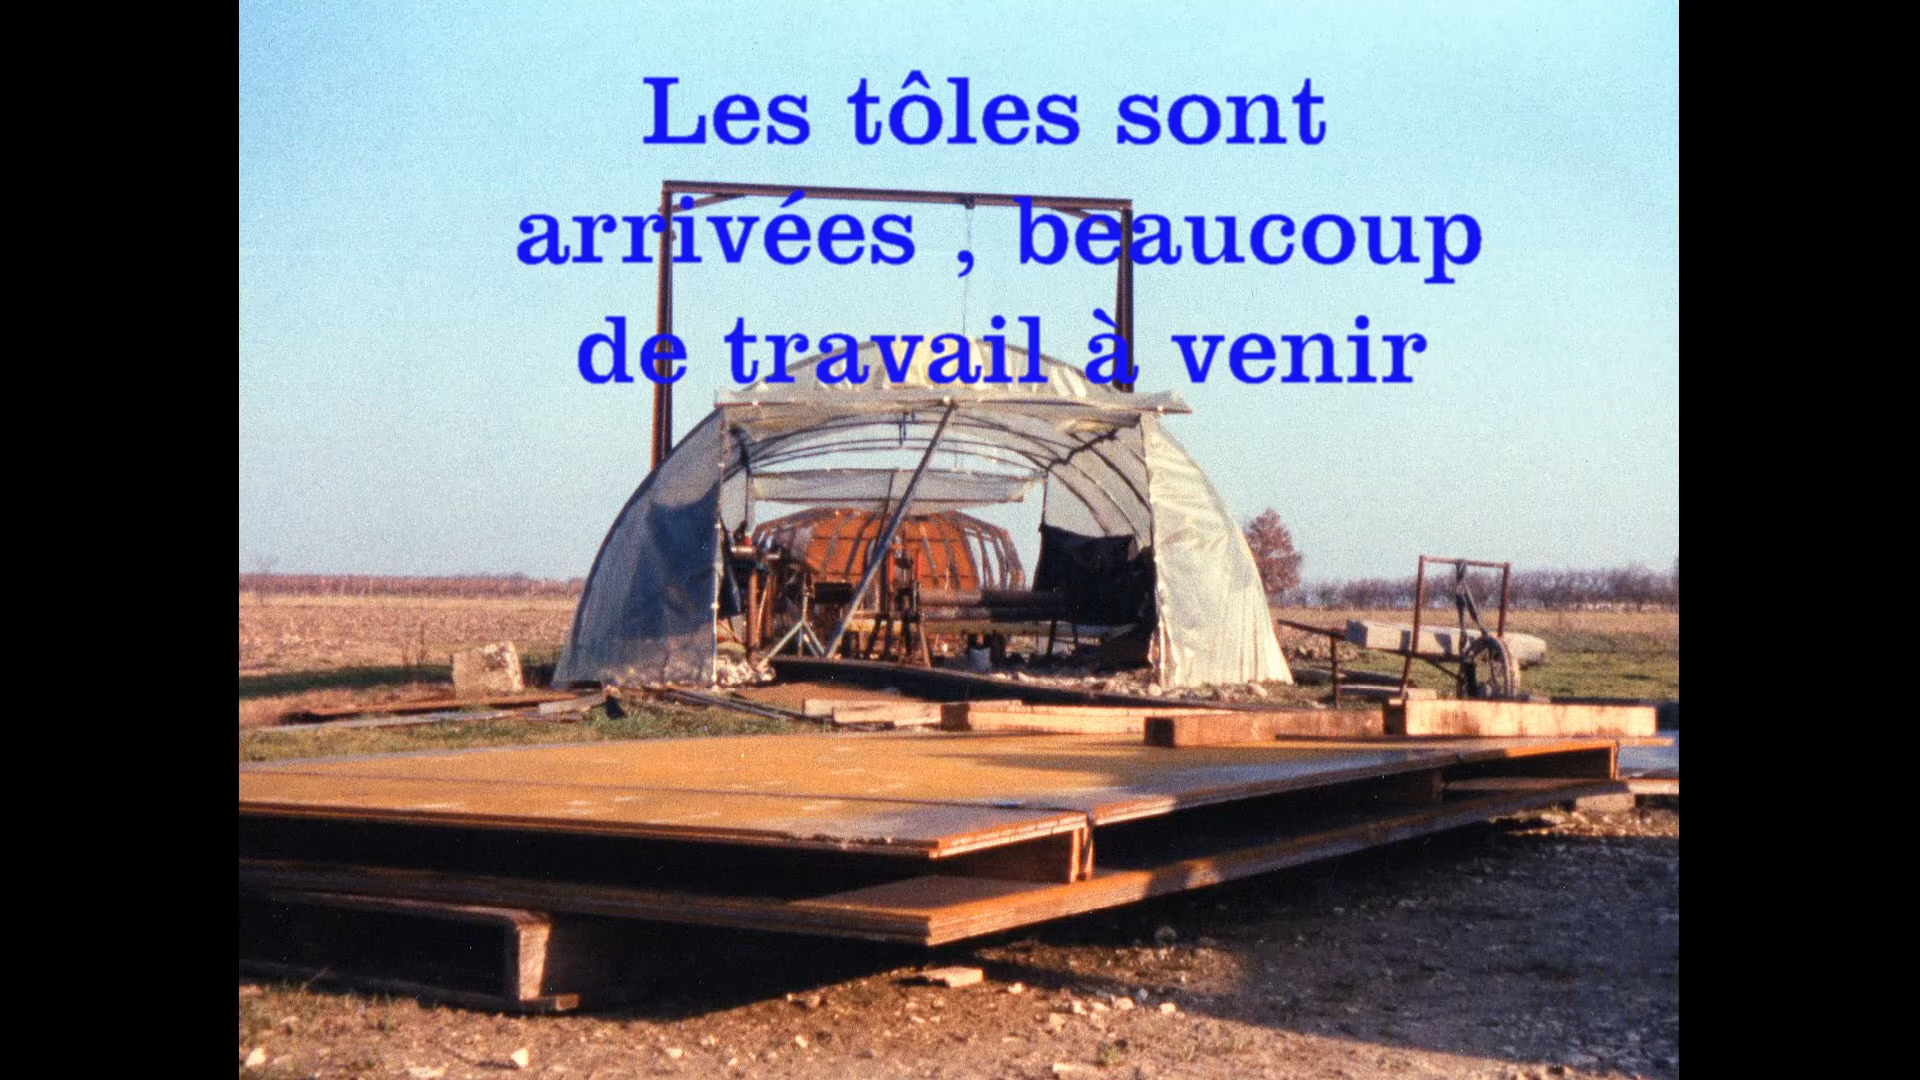 Les tôles sont
arrivées , beaucoup
de travail à venir